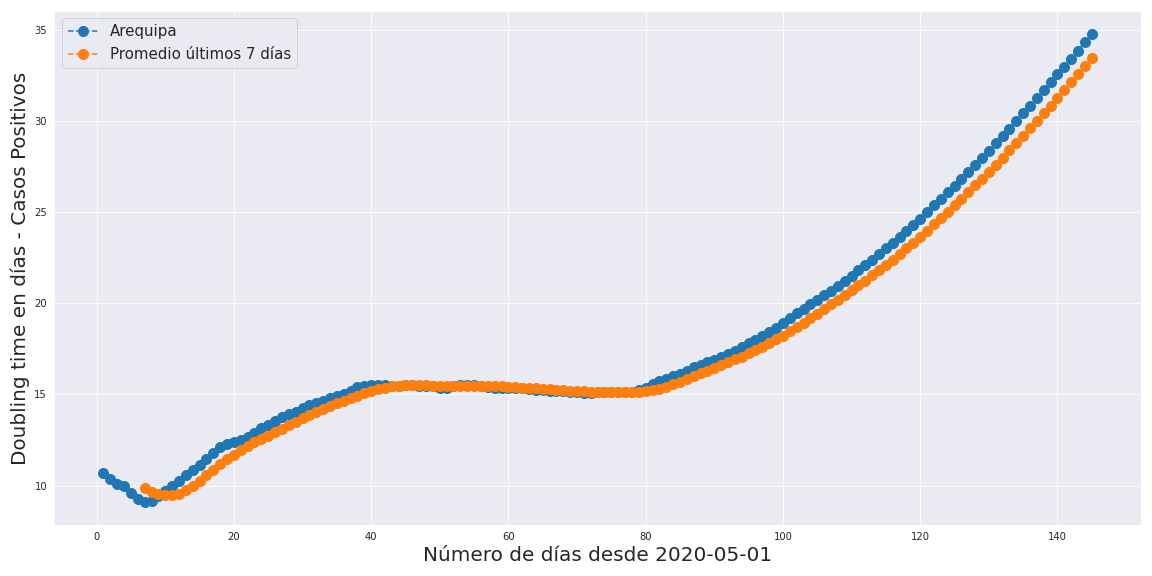 Arequipa
Promedio últimos 7 días
Doubling time en días - Casos Positivos
35
30
25
20
15
10
0 20 40 60 80 100 120 140
Número de días desde 2020-05-01